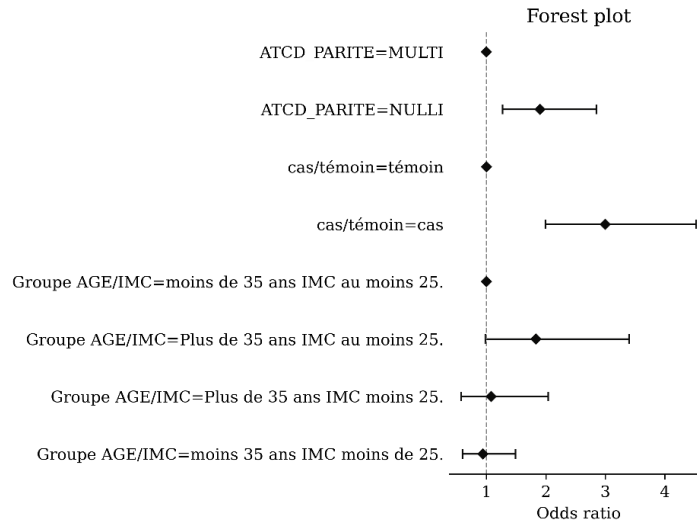 Forest plot
ATCD PARITE=MULTI
ATCD_PARITE=NULLI
cas/témoin=témoin
cas/témoin=cas
Groupe AGE/IMC=moins de 35 ans IMC au moins 25.
Groupe AGE/IMC=Plus de 35 ans IMC au moins 25.
Groupe AGE/IMC=Plus de 35 ans IMC moins 25.
Groupe AGE/IMC=moins 35 ans IMC moins de 25.
1 2 3 4
Odds ratio